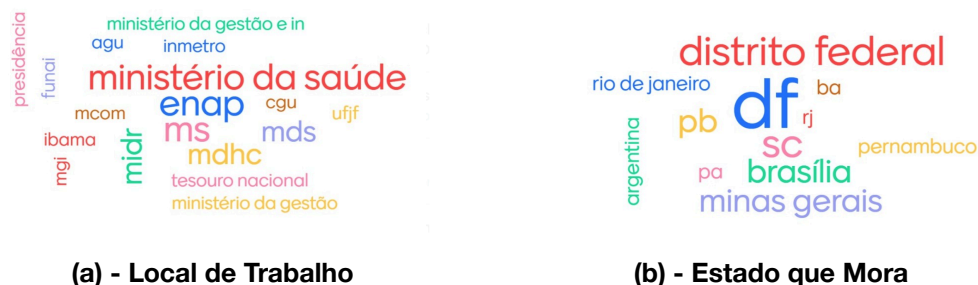 ministério da gestão e in
presidência
agu
inmetro
funai
ministério da saúde
enap
cgu
mcom
ufjf
ms
mds
ibama
midr
mdhc
mgi
tesouro nacional
ministério da gestão
(a) - Local de Trabalho
distrito federal
rio de janeiro
df
ba
pb
rj
argentina
sc
pernambuco
pa
brasília
minas gerais
(b) - Estado que Mora